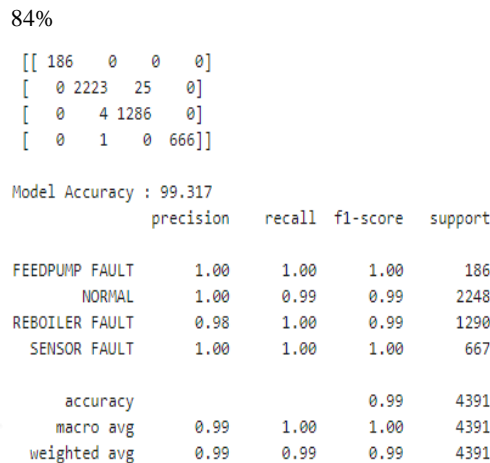 84%
[[ 186 0 0 0]
[ 0 2223 25 0]
[ 0 4 1286 0]
[ 0 1 0 666]]
Model Accuracy : 99.317
precision recall f1-score support
FEEDPUMP FAULT 1.00 1.00 1.00 186
NORMAL 1.00 0.99 0.99 2248
REBOILER FAULT 0.98 1.00 0.99 1290
SENSOR FAULT 1.00 1.00 1.00 667
accuracy 0.99 4391
macro avg 0.99 1.00 1.00 4391
weighted avg 0.99 0.99 0.99 4391